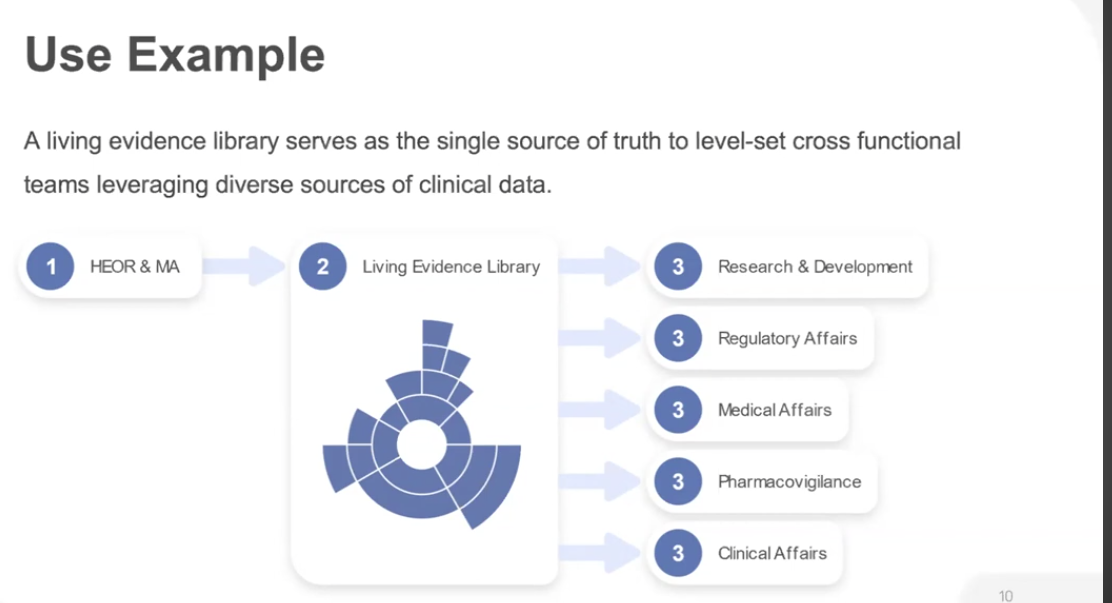 Use Example
A living evidence library serves as the single source of truth to level-set cross functional
teams leveraging diverse sources of clinical data.
1 HEOR & MA
2 Living Evidence Library
3 Research & Development
3 Regulatory Affairs
3 Medical Affairs
3 Pharmacovigilance
3 Clinical Affairs
10